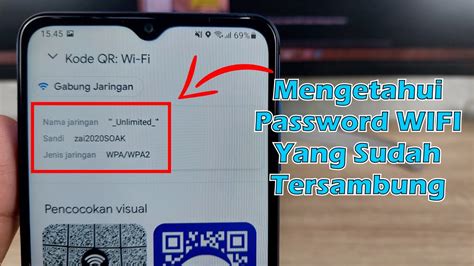 15.45
59%
Kode QR: Wi-Fi
Gabung Jaringan
Nama jaringan "_Unlimited_"
Sandi zai2020SOAK
Jenis jaringan WPA/WPA2
Pencocokan visual
Mengetahui
Password WIFI
Yang Sudah
Tersambung